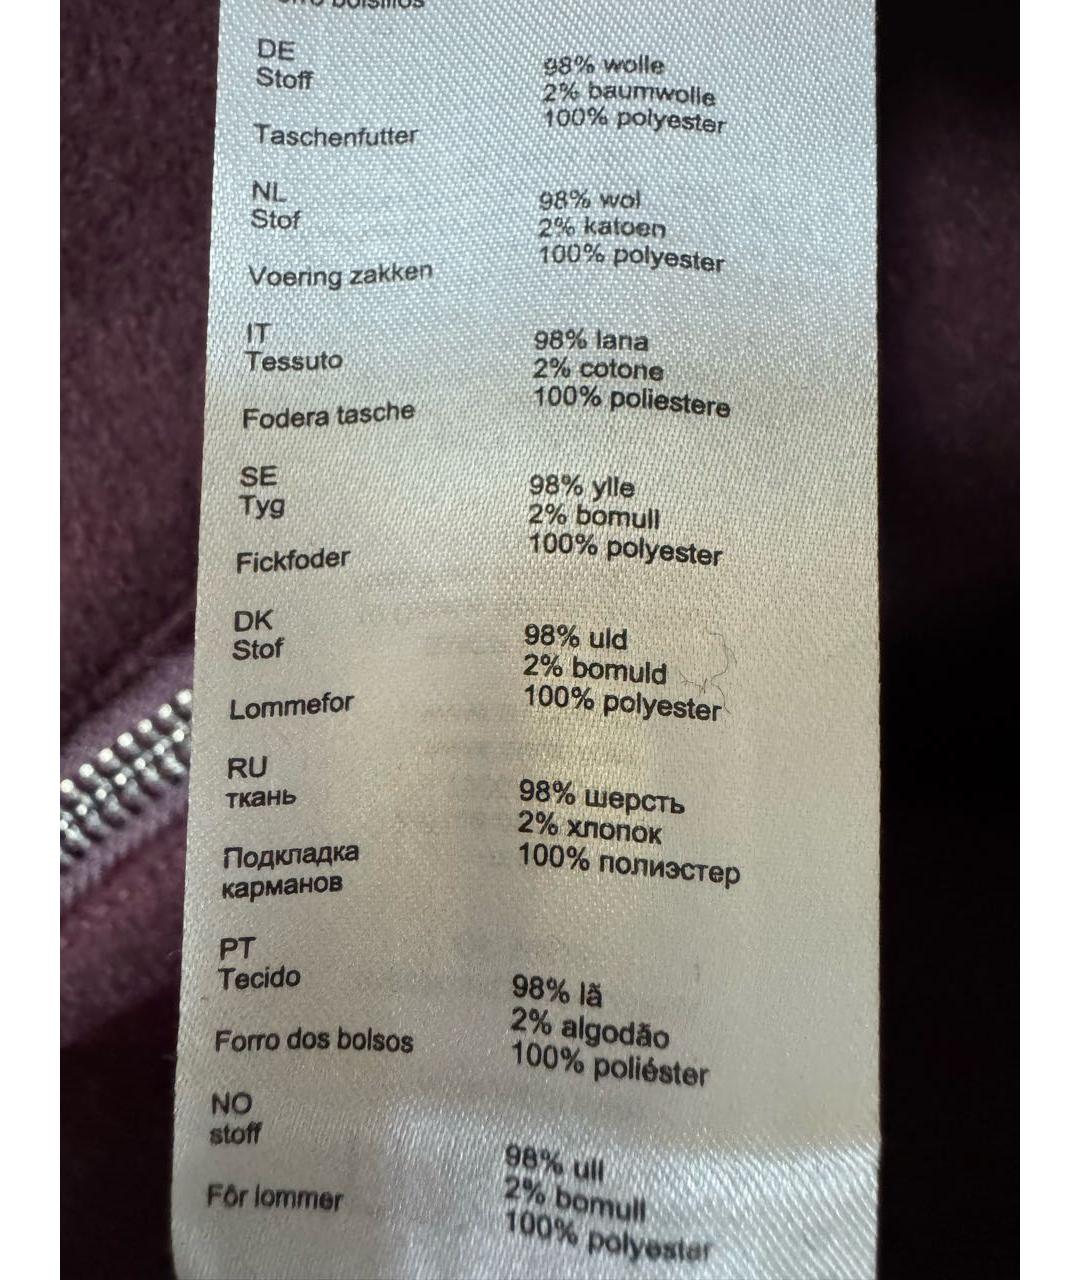 Forro bolsillos
DE
Stoff
98% wolle
2% baumwolle
Taschenfutter
100% polyester
NL
Stof
98% wol
2% katoen
Voering zakken
100% polyester
IT
Tessuto
98% lana
2% cotone
Fodera tasche
100% poliestere
SE
Tyg
98% ylle
2% bomull
Fickfoder
100% polyester
DK
Stof
98% uld
2% bomuld
Lommefor
100% polyester
RU
ткань
98% шерсть
2% хлопок
Подкладка
карманов
100% полиэстер
PT
Tecido
98% lã
2% algodão
Forro dos bolsos
100% poliéster
NO
stoff
98% ull
2% bomull
Fôr lommer
100% polyester